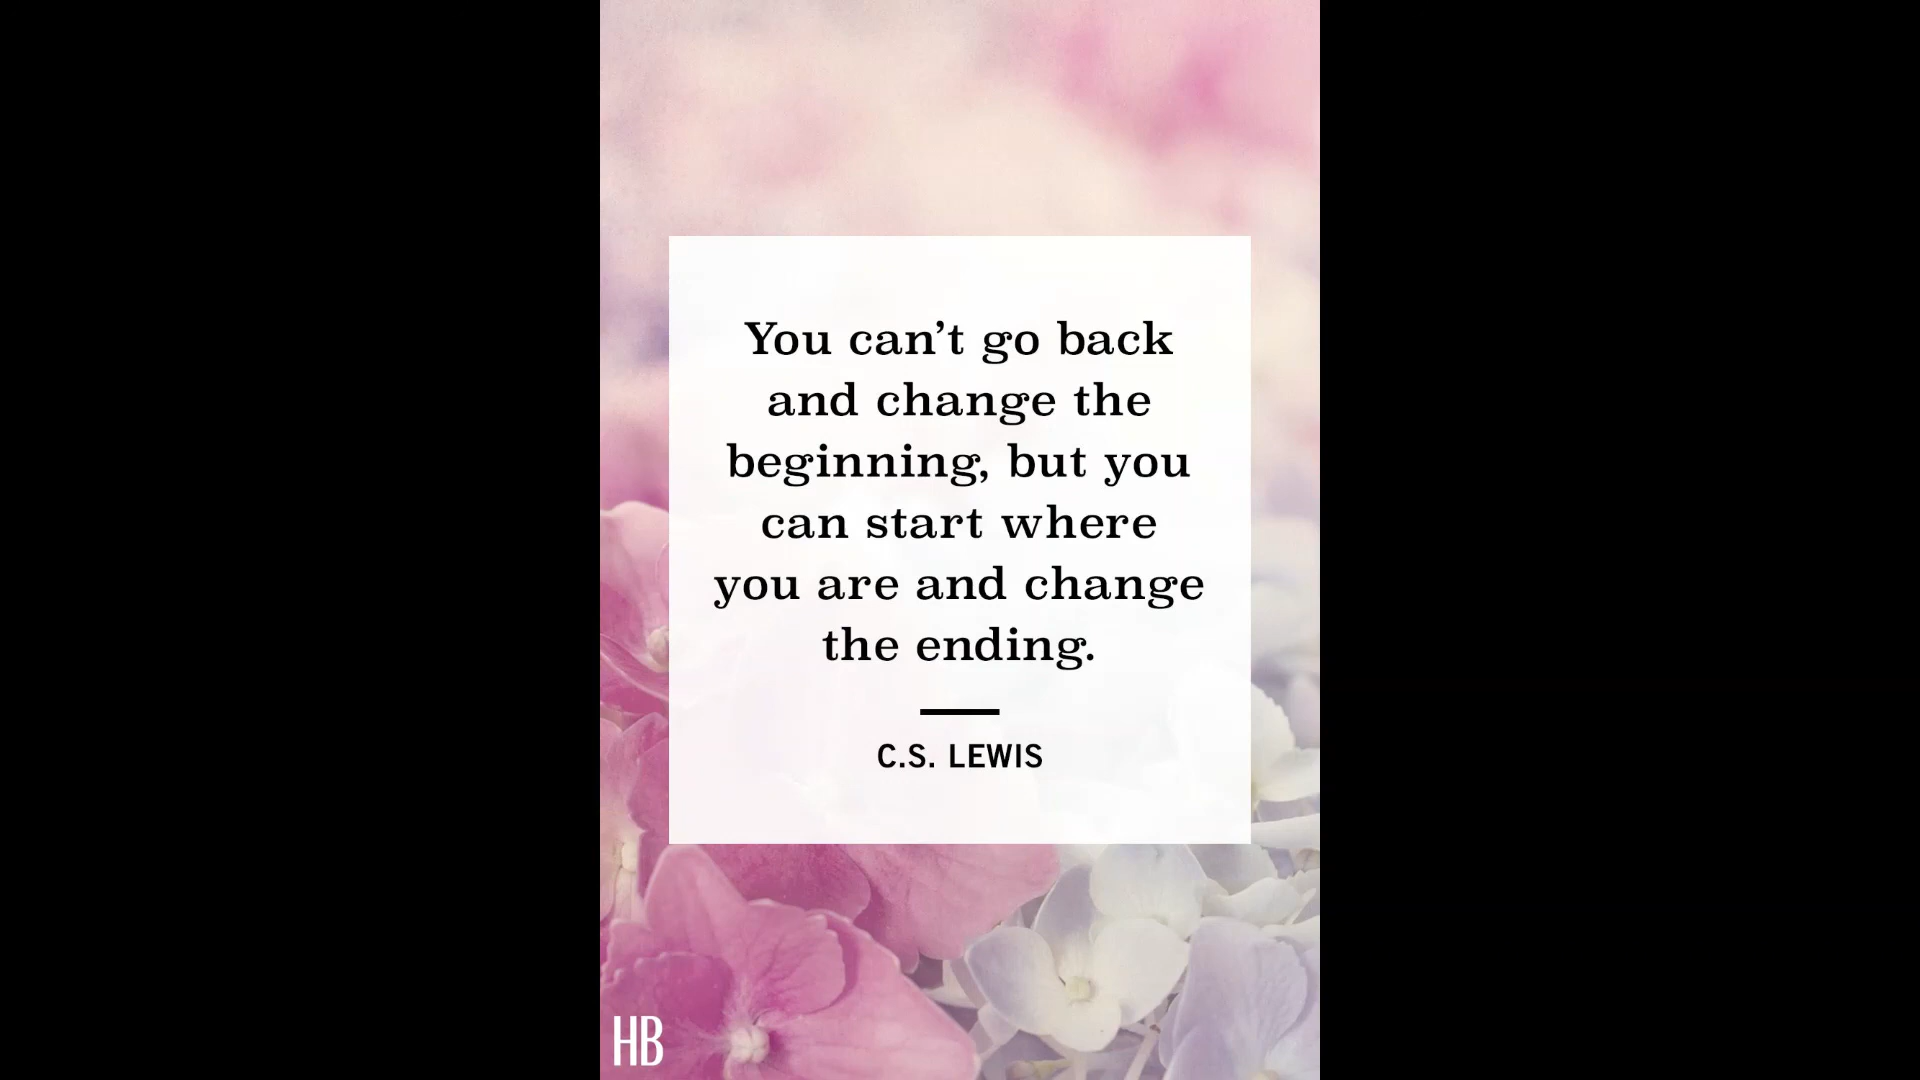 You can’t go back
and change the
beginning, but you
can start where
you are and change
the ending.
C.S. LEWIS
HB